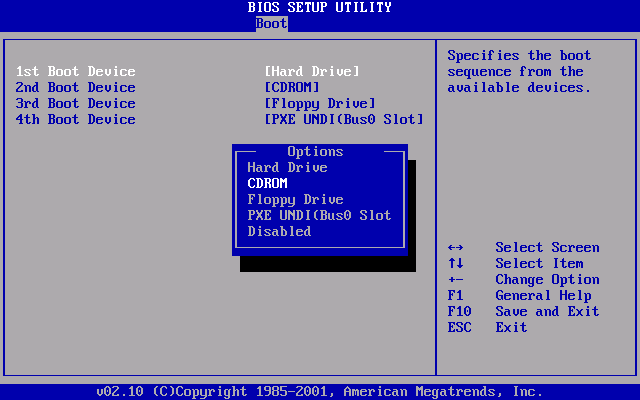 BIOS SETUP UTILITY
Boot
1st Boot Device [Hard Drive]
2nd Boot Device [CDROM]
3rd Boot Device [Floppy Drive]
4th Boot Device [PXE UNDI(Bus0 Slot]
Options
Hard Drive
CDROM
Floppy Drive
PXE UNDI(Bus0 Slot
Disabled
Specifies the boot
sequence from the
available devices.
↔ Select Screen
↑↓ Select Item
+- Change Option
F1 General Help
F10 Save and Exit
ESC Exit
v02.10 (C)Copyright 1985-2001, American Megatrends, Inc.